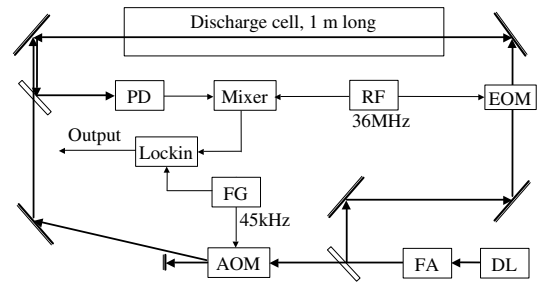 Discharge cell, 1 m long
PD
Mixer
RF
EOM
36MHz
Output
Lockin
FG
45kHz
AOM
FA
DL